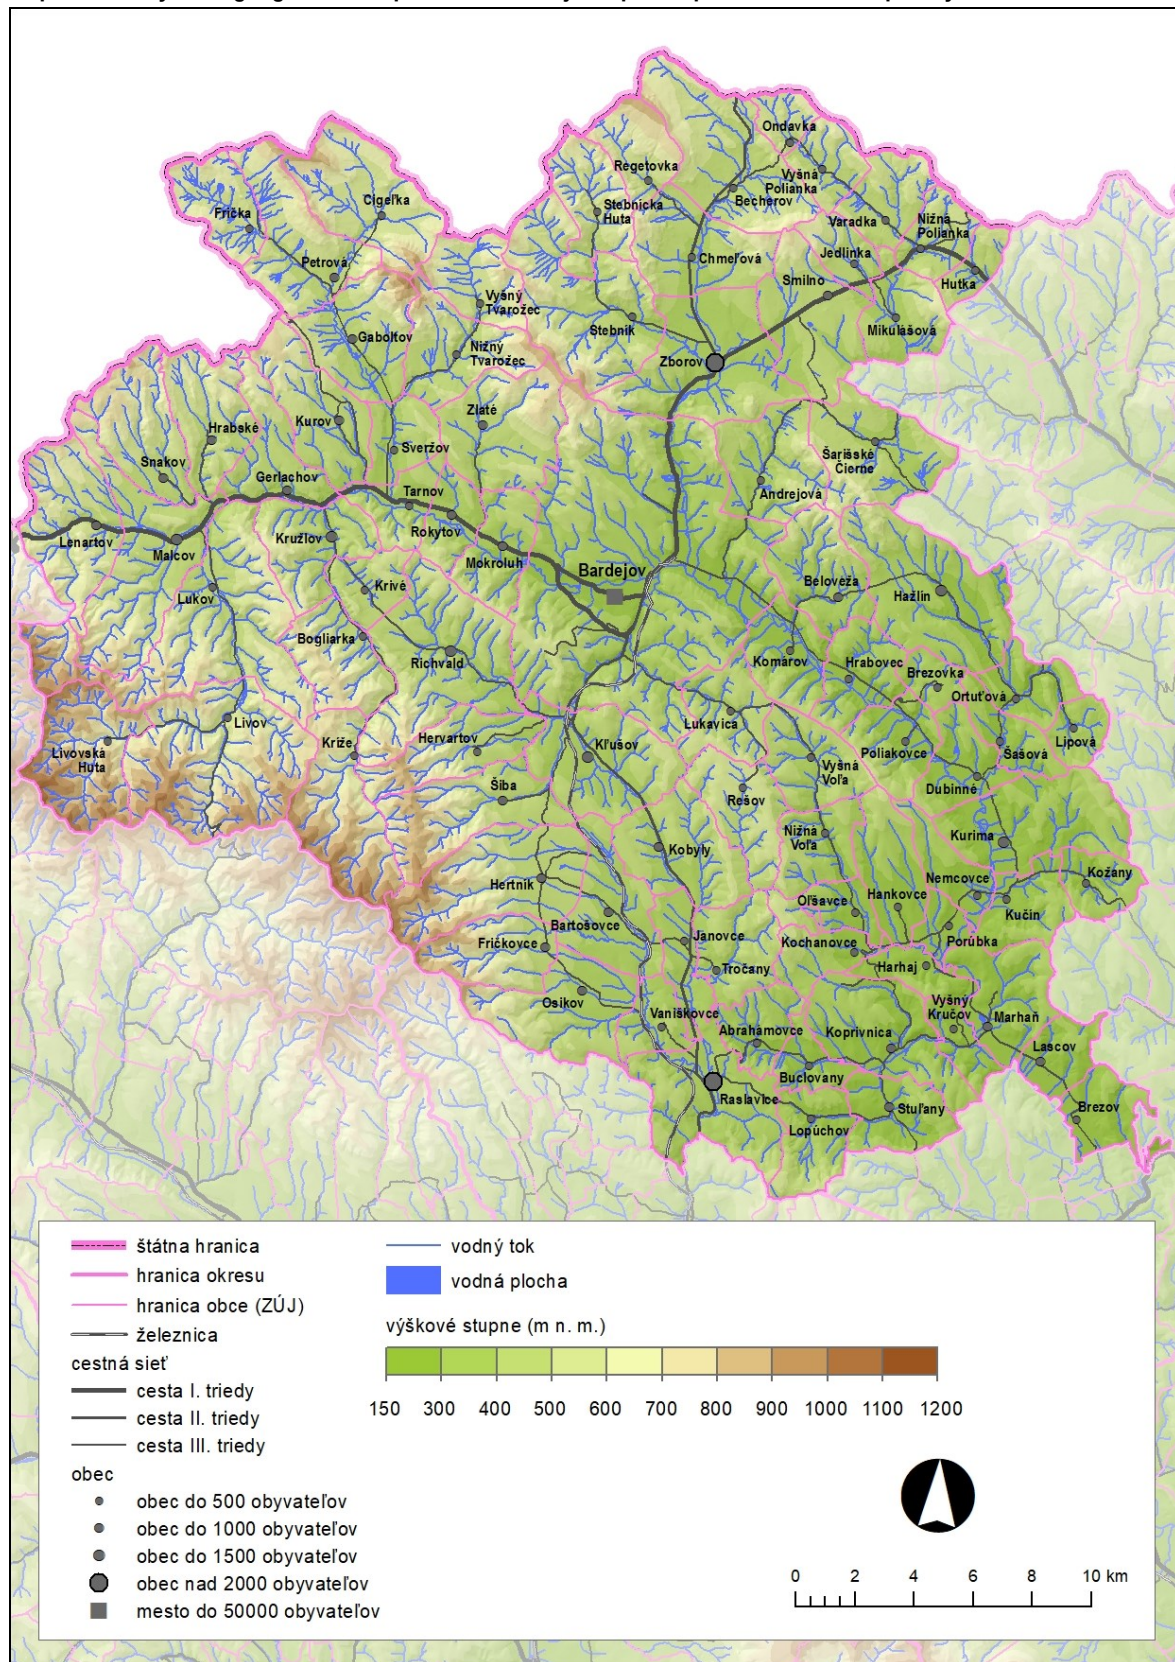 Ondavka
Regetovka
Vyšná
Polianka
Becherov
Cigeľka
Stebnícka
Huta
Frička
Varadka
Nižná
Polianka
Petrová
Chmeľová
Jedlinka
Smilno
Hutka
Vyšný
Tvarožec
Mikulášová
Stebník
Gaboltov
Nižný
Tvarožec
Zborov
Zlaté
Kurov
Hrabské
Sveržov
Šarišské
Čierne
Snakov
Gerlachov
Andrejová
Tarnov
Rokytov
Lenartov
Malcov
Kružlov
Mokroluh
Bardejov
Beloveža
Hažlín
Lukov
Krivé
Bogliarka
Richvald
Komárov
Hrabovec
Brezovka
Ortuťová
Livov
Lukavica
Livovská
Huta
Kríže
Hervartov
Kľušov
Poliakovce
Šašová
Lipová
Vyšná
Voľa
Šiba
Rešov
Dubinné
Nižná
Voľa
Kurima
Kobyly
Hertník
Nemcovce
Kožany
Oľšavce
Hankovce
Kučín
Bartošovce
Fričkovce
Janovce
Kochanovce
Porúbka
Tročany
Harhaj
Osikov
Vaniškovce
Abrahámovce
Koprivnica
Vyšný
Kručov
Marhaň
Lascov
Buclovany
Raslavice
Stuľany
Lopúchov
Brezov
štátna hranica
hranica okresu
hranica obce (ZÚJ)
železnica
cestná sieť
cesta I. triedy
cesta II. triedy
cesta III. triedy
obec
obec do 500 obyvateľov
obec do 1000 obyvateľov
obec do 1500 obyvateľov
obec nad 2000 obyvateľov
mesto do 50000 obyvateľov
vodný tok
vodná plocha
výškové stupne (m n. m.)
150 300 400 500 600 700 800 900 1000 1100 1200
0 2 4 6 8 10 km